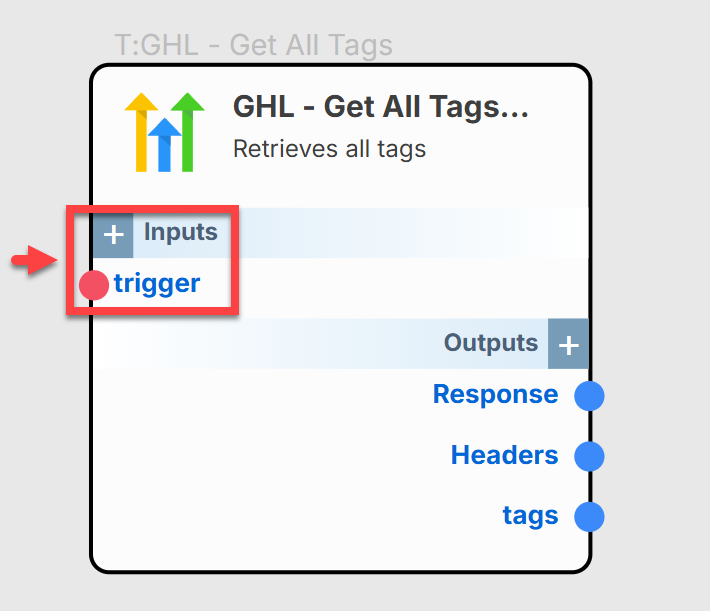 T:GHL - Get All Tags
GHL - Get All Tags...
Retrieves all tags
+ Inputs
trigger
Outputs +
Response
Headers
tags